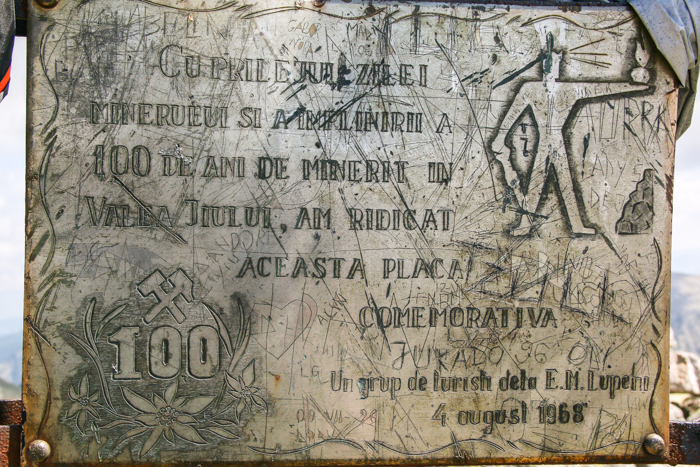 CU PRILEJUL ZILEI
MINERULUI SI A IMPLINIRII A
100 DE ANI DE MINERIT IN
VALEA JIULUI, AM RIDICAT
ACEASTA PLACA
COMEMORATIVA
100
Un grup de turisti dela E.M. Lupeni
4 august 1968